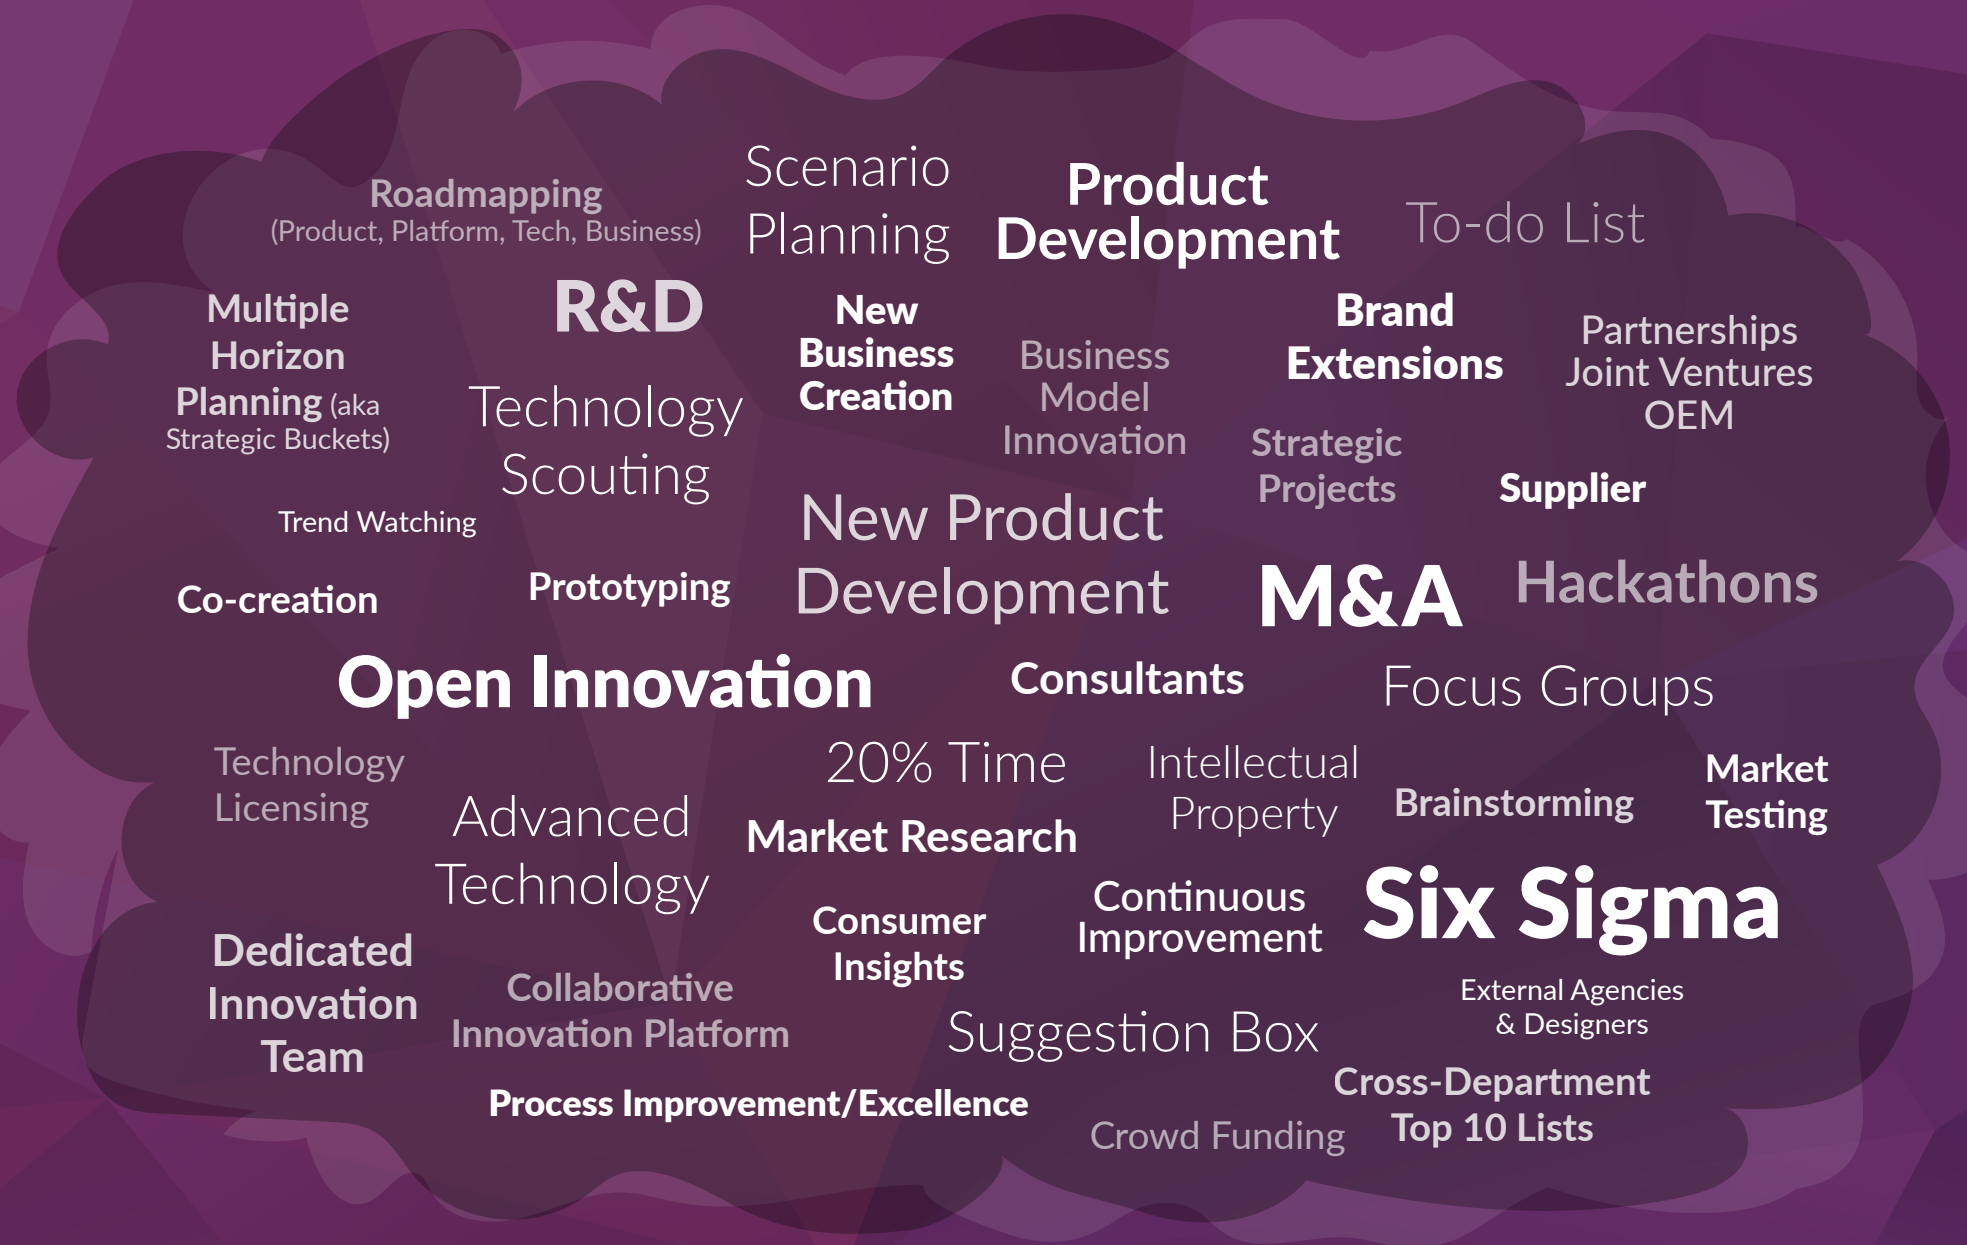 Roadmapping
(Product, Platform, Tech, Business)
Scenario
Planning
Product
Development
To-do List
Multiple
Horizon
Planning (aka
Strategic Buckets)
R&D
New
Business
Creation
Business
Model
Innovation
Brand
Extensions
Partnerships
Joint Ventures
OEM
Technology
Scouting
Strategic
Projects
Supplier
Trend Watching
New Product
Development
Co-creation
Prototyping
M&A
Hackathons
Open Innovation
Consultants
Focus Groups
Technology
Licensing
20% Time
Intellectual
Property
Brainstorming
Market
Testing
Advanced
Technology
Market Research
Consumer
Insights
Continuous
Improvement
Six Sigma
Dedicated
Innovation
Team
Collaborative
Innovation Platform
Suggestion Box
External Agencies
& Designers
Process Improvement/Excellence
Crowd Funding
Cross-Department
Top 10 Lists